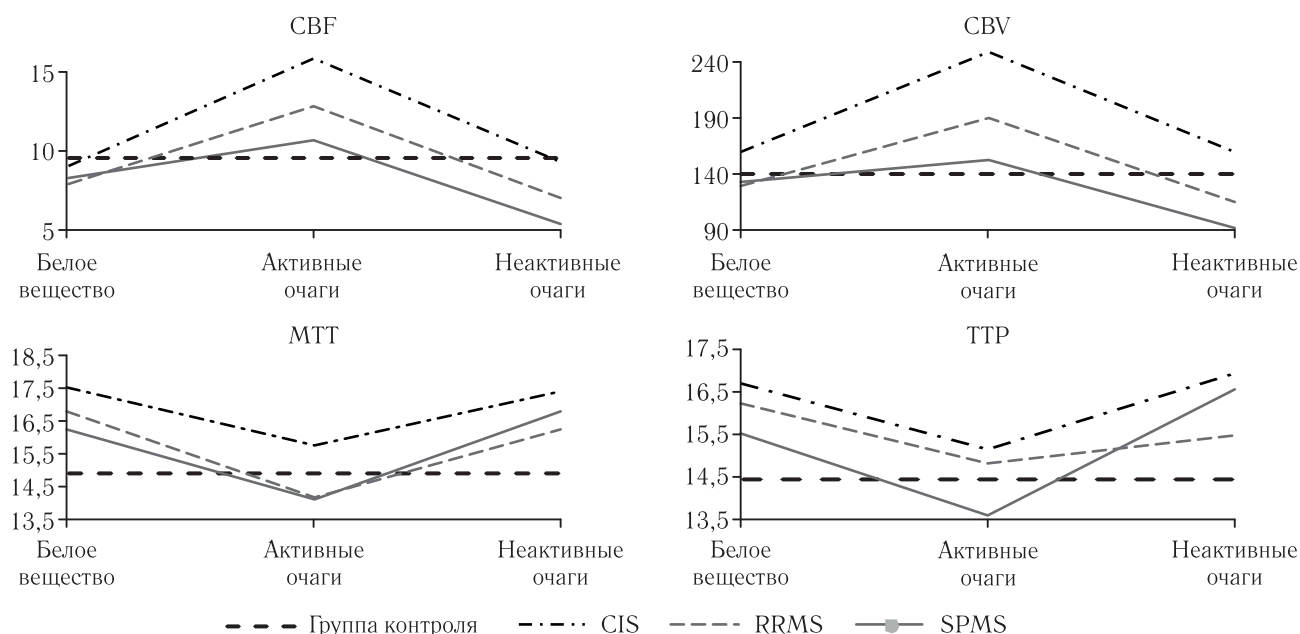 CBF
15
10
5
Белое
вещество
Активные
очаги
Неактивные
очаги
CBV
240
190
140
90
Белое
вещество
Активные
очаги
Неактивные
очаги
MTT
18,5
17,5
16,5
15,5
14,5
13,5
Белое
вещество
Активные
очаги
Неактивные
очаги
TTP
17,5
16,5
15,5
14,5
13,5
Белое
вещество
Активные
очаги
Неактивные
очаги
Группа контроля CIS RRMS SPMS